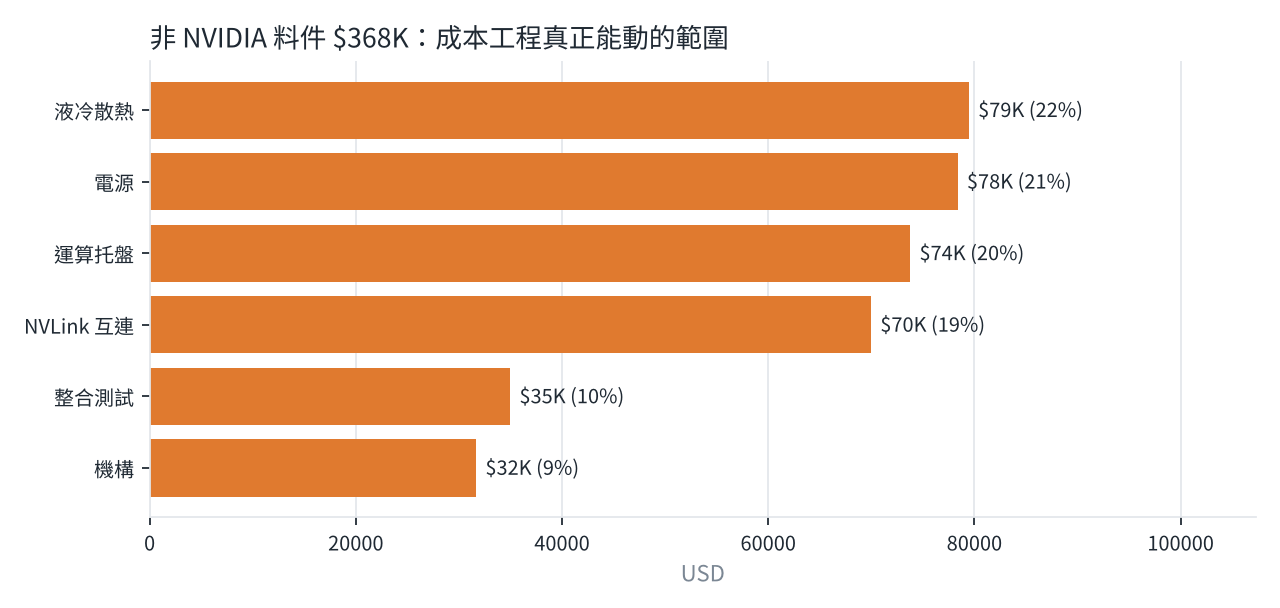 非 NVIDIA 料件 $368K：成本工程真正能動的範圍
液冷散熱 $79K (22%)
電源 $78K (21%)
運算托盤 $74K (20%)
NVLink 互連 $70K (19%)
整合測試 $35K (10%)
機構 $32K (9%)
0 20000 40000 60000 80000 100000
USD